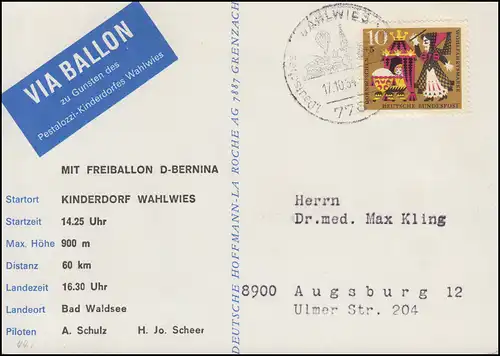 VIA BALLON
zu Gunsten des
Pestalozzi-Kinderdorfes Wahlwies
MIT FREIBALLON D-BERNINA
Startort KINDERDORF WAHLWIES
Startzeit 14.25 Uhr
Max. Höhe 900 m
Distanz 60 km
Landezeit 16.30 Uhr
Landeort Bad Waldsee
Piloten A. Schulz H. Jo. Scheer
DEUTSCHE HOFFMANN-LA ROCHE AG 7887 GRENZACH
WAHLWIES
17.10.64
10
DEUTSCHE BUNDESPOST
Herrn
Dr.med. Max Kling
8900 Augsburg 12
Ulmer Str. 204